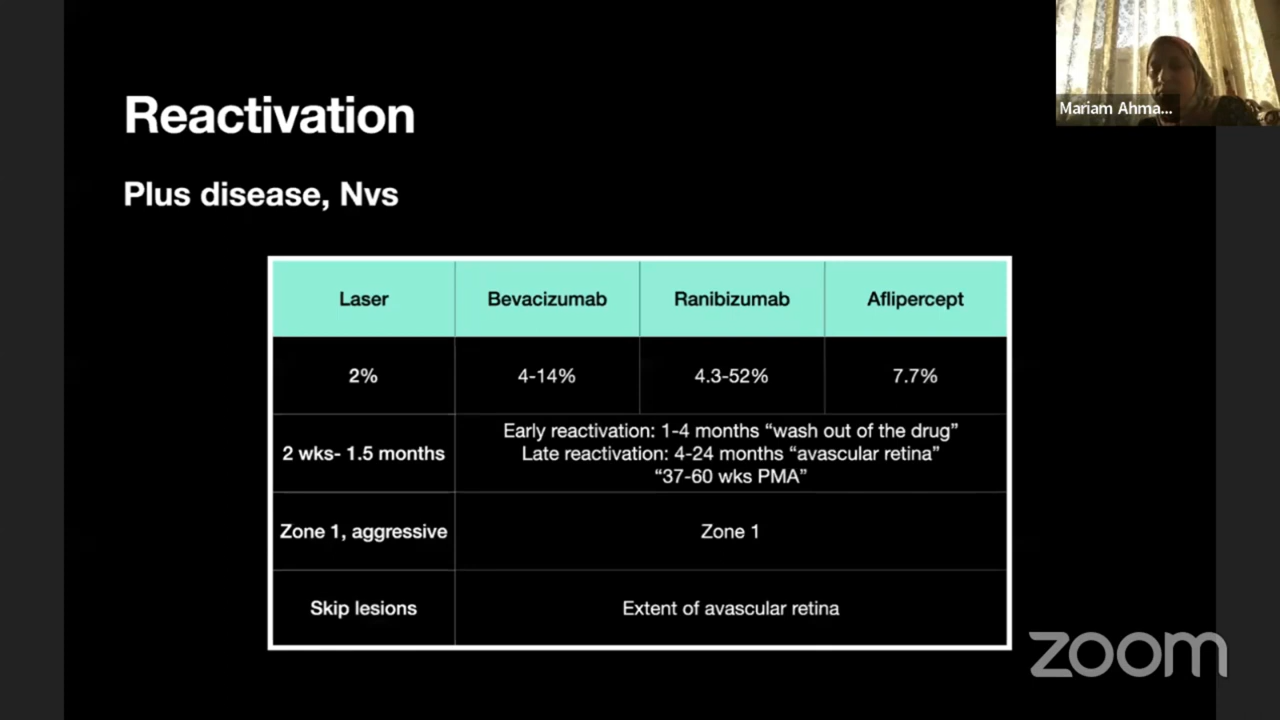 Mariam Ahma...
Reactivation
Plus disease, Nvs
Laser
Bevacizumab
Ranibizumab
Aflipercept
2%
4-14%
4.3-52%
7.7%
2 wks- 1.5 months
Early reactivation: 1-4 months “wash out of the drug”
Late reactivation: 4-24 months “avascular retina”
“37-60 wks PMA”
Zone 1, aggressive
Zone 1
Skip lesions
Extent of avascular retina
zoom